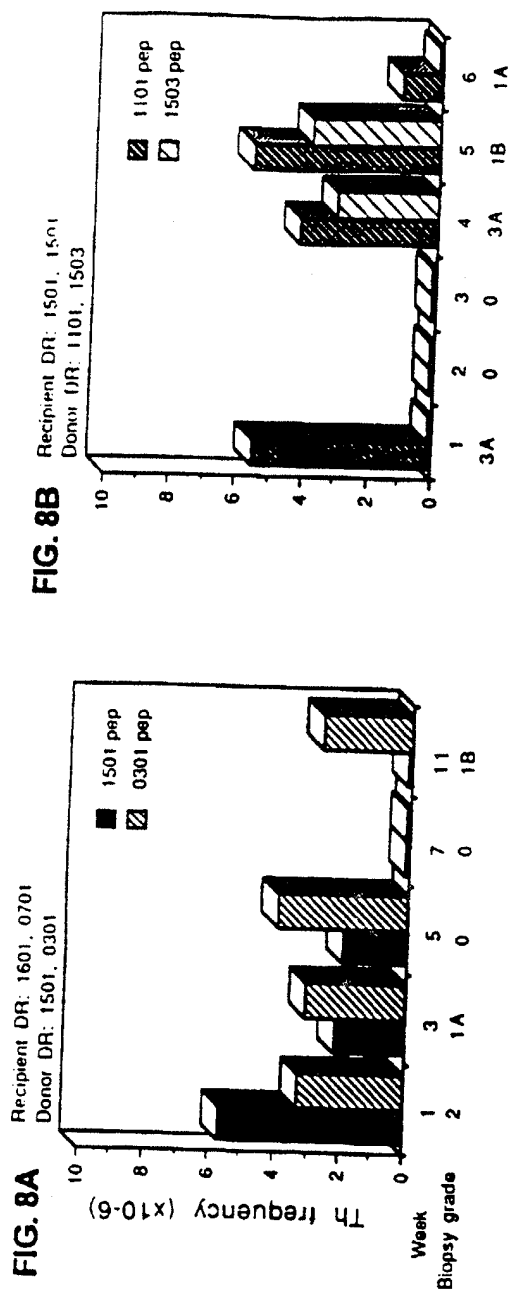 FIG. 8A
Recipient DR: 1601, 0701
Donor DR: 1501, 0301
1501 pep
0301 pep
10
8
6
4
2
0
Th frequency (x10-6)
Week 1 3 5 7 11
Biopsy grade 2 1A 0 0 1B
FIG. 8B
Recipient DR: 1501, 1501
Donor DR: 1101, 1503
1101 pep
1503 pep
10
8
6
4
2
0
1 2 3 4 5 6
3A 0 0 3A 1B 1A